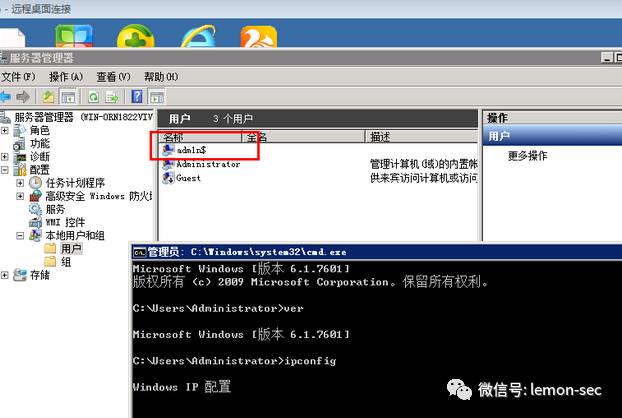 - 远程桌面连接
服务器管理器
文件(F) 操作(A) 查看(V) 帮助(H)
服务器管理器 (WIN-ORN1822VIV
角色
功能
诊断
配置
任务计划程序
高级安全 Windows 防火墙
服务
WMI 控件
本地用户和组
用户
组
存储
用户 3 个用户
名称 全名 描述
admin$
Administrator 管理计算机(域)的内置帐
Guest 供来宾访问计算机或访问
操作
用户
更多操作
管理员: C:\Windows\system32\cmd.exe
Microsoft Windows [版本 6.1.7601]
版权所有 (c) 2009 Microsoft Corporation。保留所有权利。
C:\Users\Administrator>ver
Microsoft Windows [版本 6.1.7601]
C:\Users\Administrator>ipconfig
Windows IP 配置
微信号: lemon-sec